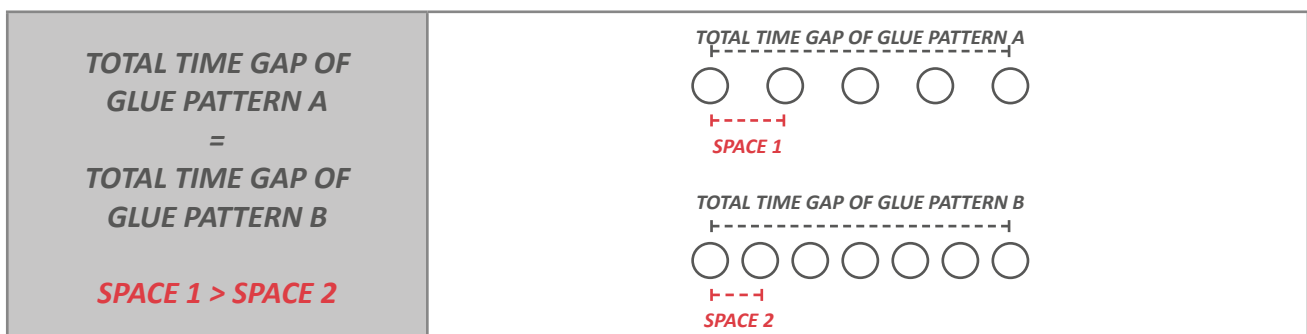 TOTAL TIME GAP OF
GLUE PATTERN A
=
TOTAL TIME GAP OF
GLUE PATTERN B
SPACE 1 > SPACE 2
TOTAL TIME GAP OF GLUE PATTERN A
SPACE 1
TOTAL TIME GAP OF GLUE PATTERN B
SPACE 2